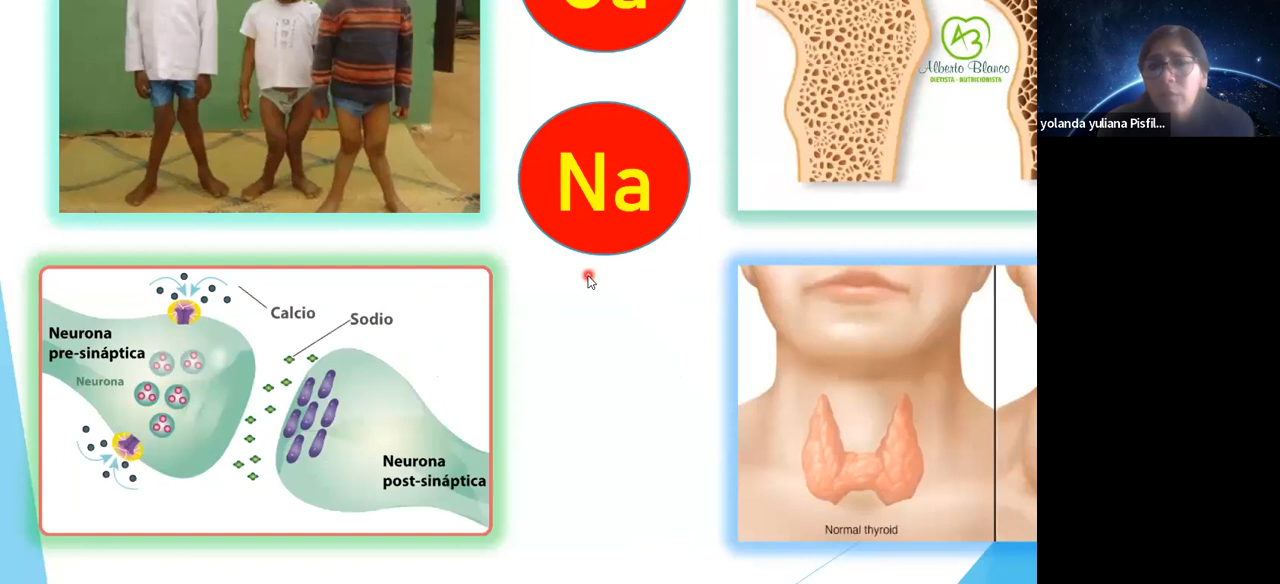 Ca
Alberto Blanco
DIETISTA - NUTRICIONISTA
yolanda yuliana Pisfil...
Na
Calcio
Sodio
Neurona
pre-sináptica
Neurona
Neurona
post-sináptica
Normal thyroid